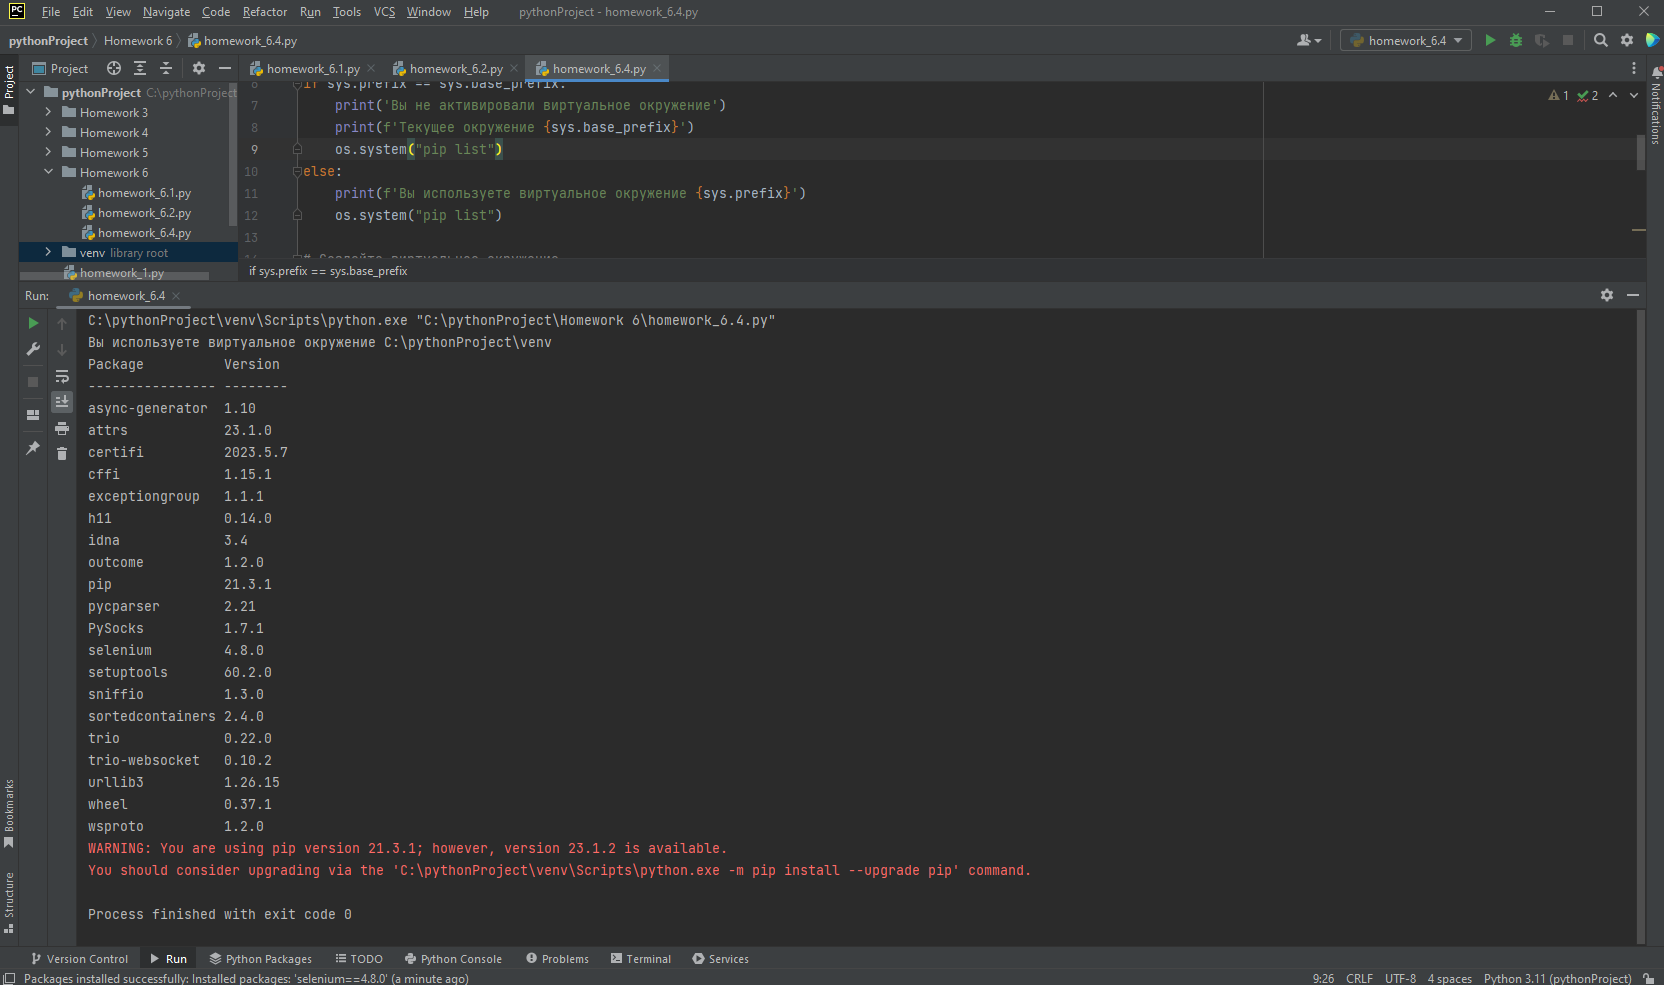 PC File Edit View Navigate Code Refactor Run Tools VCS Window Help pythonProject - homework_6.4.py
pythonProject Homework 6 homework_6.4.py homework_6.4
Project Project homework_6.1.py homework_6.2.py homework_6.4.py
Notifications
pythonProject C:\pythonProject
Homework 3
Homework 4
Homework 5
Homework 6
homework_6.1.py
homework_6.2.py
homework_6.4.py
venv library root
homework_1.py
6 if sys.prefix == sys.base_prefix:
7 print('Вы не активировали виртуальное окружение')
8 print(f'Текущее окружение {sys.base_prefix}')
9 os.system("pip list")
10 else:
11 print(f'Вы используете виртуальное окружение {sys.prefix}')
12 os.system("pip list")
13
14 # Создайте виртуальное окружение
1 2
if sys.prefix == sys.base_prefix
Run: homework_6.4
C:\pythonProject\venv\Scripts\python.exe "C:\pythonProject\Homework 6\homework_6.4.py"
Вы используете виртуальное окружение C:\pythonProject\venv
Package Version
---------------- --------
async-generator 1.10
attrs 23.1.0
certifi 2023.5.7
cffi 1.15.1
exceptiongroup 1.1.1
h11 0.14.0
idna 3.4
outcome 1.2.0
pip 21.3.1
pycparser 2.21
PySocks 1.7.1
selenium 4.8.0
setuptools 60.2.0
sniffio 1.3.0
sortedcontainers 2.4.0
trio 0.22.0
trio-websocket 0.10.2
urllib3 1.26.15
wheel 0.37.1
wsproto 1.2.0
WARNING: You are using pip version 21.3.1; however, version 23.1.2 is available.
You should consider upgrading via the 'C:\pythonProject\venv\Scripts\python.exe -m pip install --upgrade pip' command.
Process finished with exit code 0
Bookmarks
Structure
Version Control Run Python Packages TODO Python Console Problems Terminal Services
Packages installed successfully: Installed packages: 'selenium==4.8.0' (a minute ago) 9:26 CRLF UTF-8 4 spaces Python 3.11 (pythonProject)